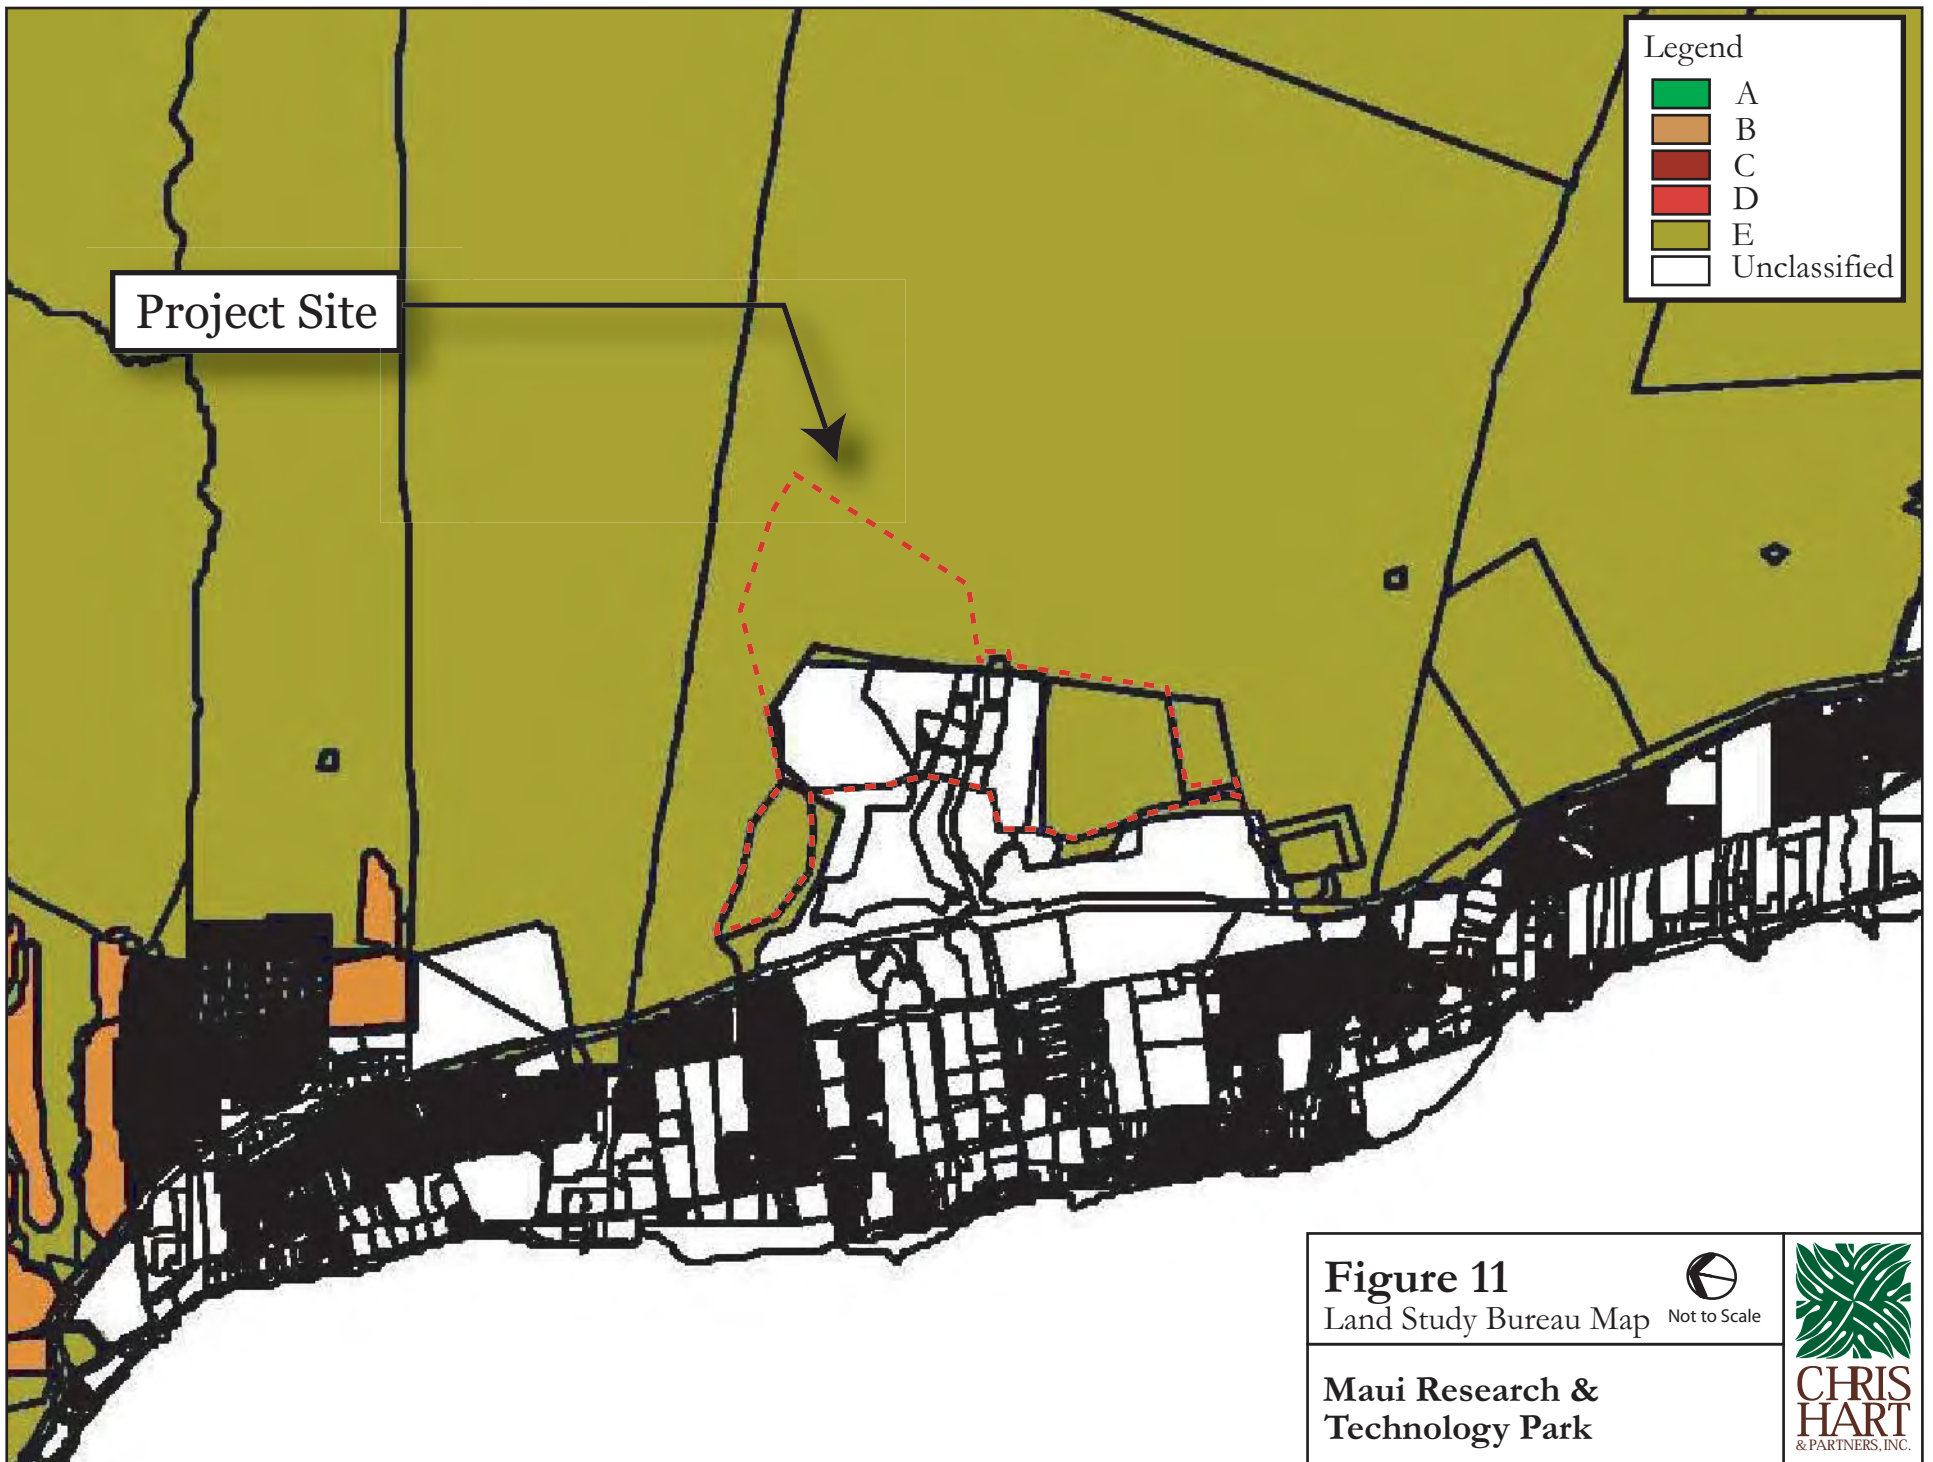 Legend
A
B
C
D
E
Unclassified
Project Site
Figure 11
Land Study Bureau Map
Not to Scale
Maui Research &
Technology Park
CHRIS
HART
& PARTNERS, INC.